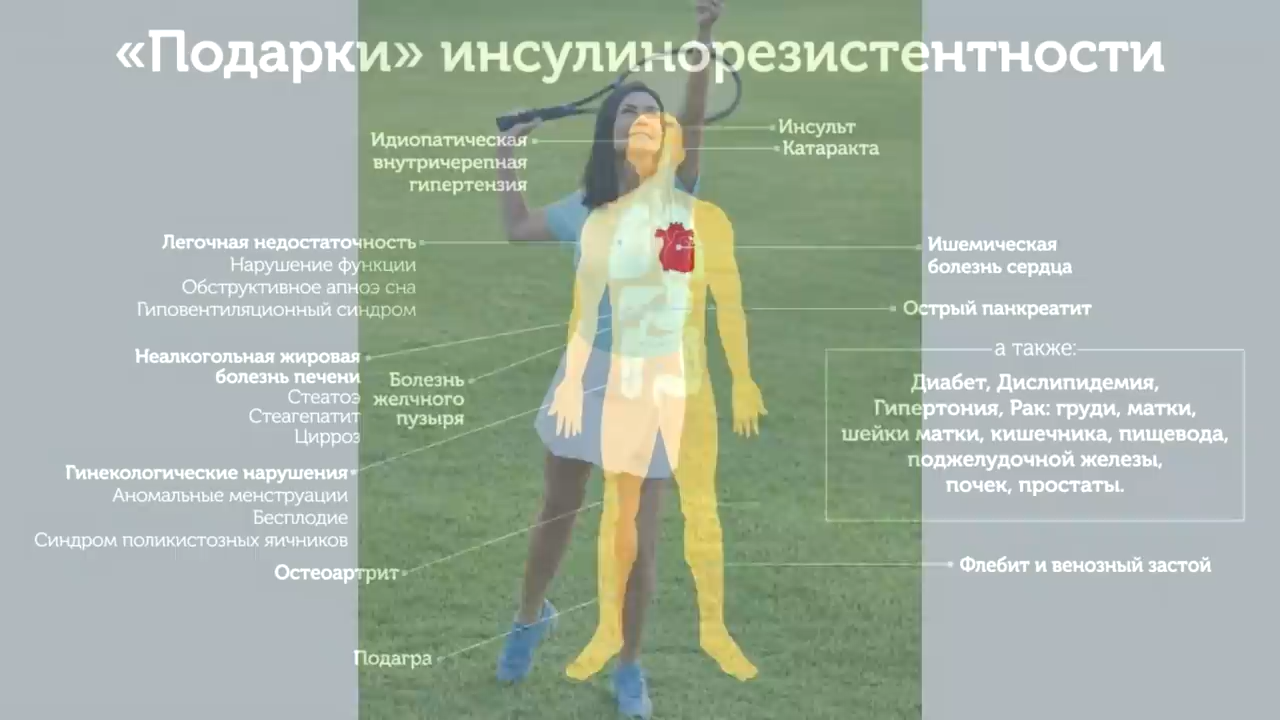 «Подарки» инсулинорезистентности
Идиопатическая
внутричерепная
гипертензия
Инсульт
Катаракта
Легочная недостаточность
Нарушение функции
Обструктивное апноэ сна
Гиповентиляционный синдром
Ишемическая
болезнь сердца
Острый панкреатит
Неалкогольная жировая
болезнь печени
Стеатоз
Стеагепатит
Цирроз
Болезнь
желчного
пузыря
а также:
Диабет, Дислипидемия,
Гипертония, Рак: груди, матки,
шейки матки, кишечника, пищевода,
поджелудочной железы,
почек, простаты.
Гинекологические нарушения
Аномальные менструации
Бесплодие
Синдром поликистозных яичников
Остеоартрит
Флебит и венозный застой
Подагра